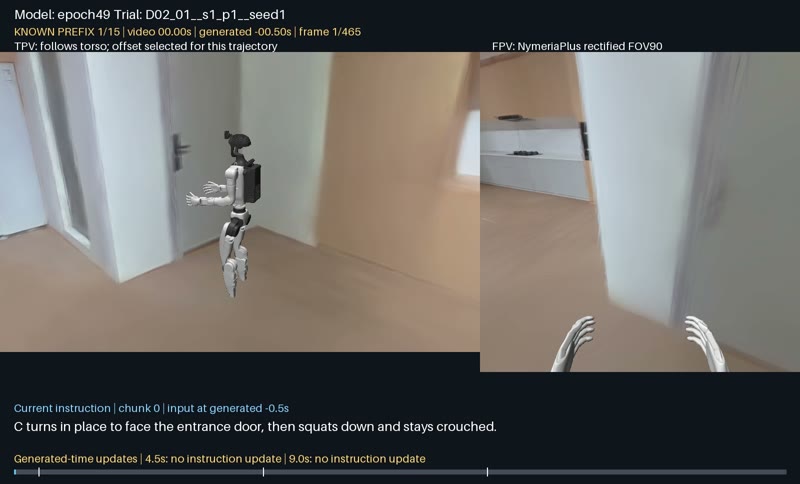 Model: epoch49 Trial: D02_01__s1_p1__seed1
KNOWN PREFIX 1/15 | video 00.00s | generated -00.50s | frame 1/465
TPV: follows torso; offset selected for this trajectory
FPV: NymeriaPlus rectified FOV90
Current instruction | chunk 0 | input at generated -0.5s
C turns in place to face the entrance door, then squats down and stays crouched.
Generated-time updates | 4.5s: no instruction update | 9.0s: no instruction update